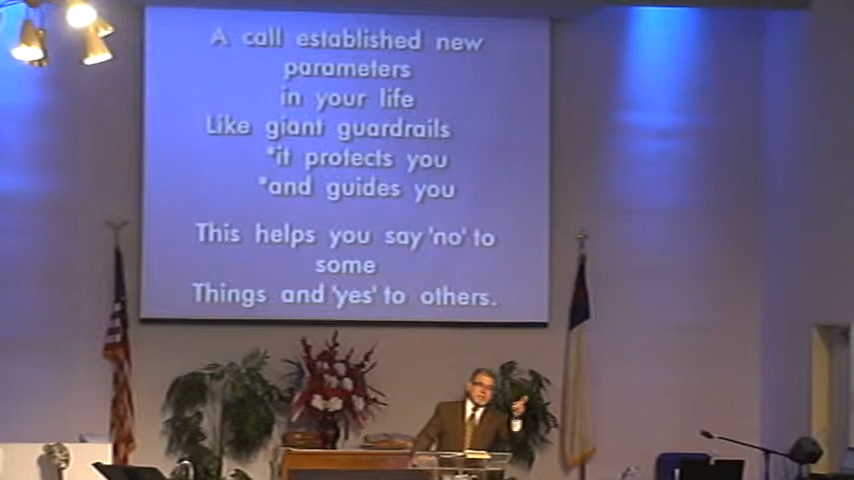 A call established new
parameters
in your life
Like giant guardrails
*it protects you
*and guides you
This helps you say 'no' to
some
Things and 'yes' to others.